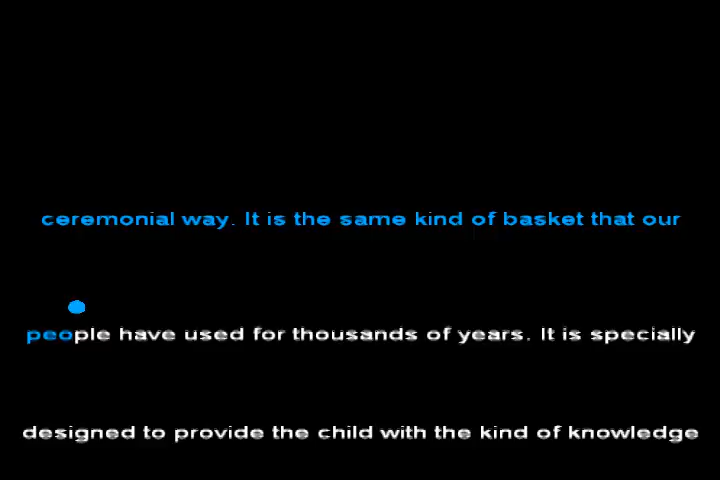 ceremonial way. It is the same kind of basket that our
people have used for thousands of years. It is specially
designed to provide the child with the kind of knowledge